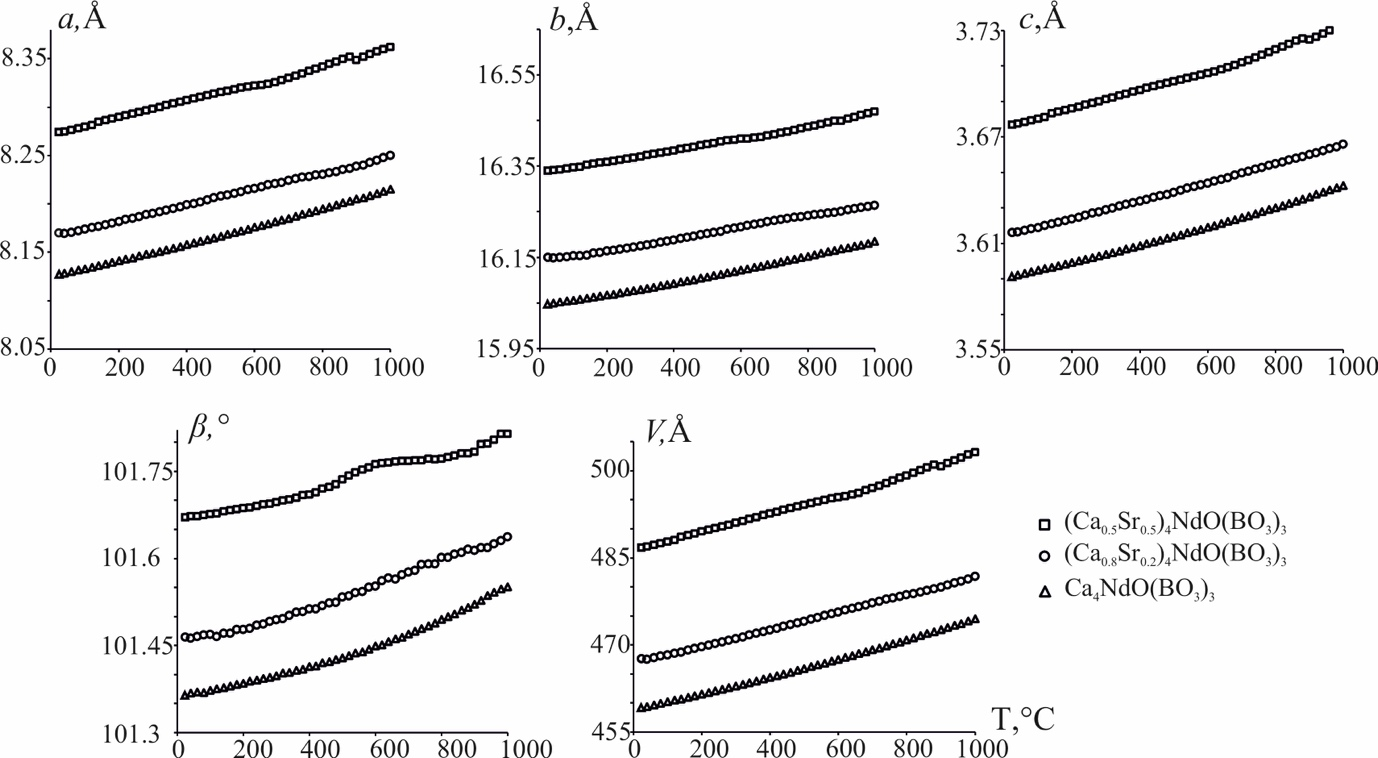 a,Å
8.35
8.25
8.15
8.05
0 200 400 600 800 1000
b,Å
16.55
16.35
16.15
15.95
0 200 400 600 800 1000
c,Å
3.73
3.67
3.61
3.55
0 200 400 600 800 1000
β,°
101.75
101.6
101.45
101.3
0 200 400 600 800 1000
V,Å
500
485
470
455
0 200 400 600 800 1000
T,°C
(Ca0.5Sr0.5)4NdO(BO3)3
(Ca0.8Sr0.2)4NdO(BO3)3
Ca4NdO(BO3)3